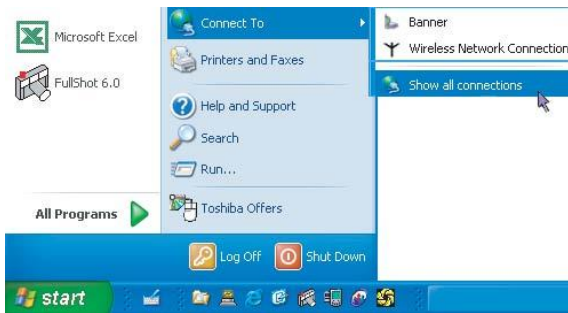 Microsoft Excel
FullShot 6.0
All Programs
Connect To
Printers and Faxes
Help and Support
Search
Run...
Toshiba Offers
Log Off
Shut Down
Banner
Wireless Network Connection
Show all connections
start